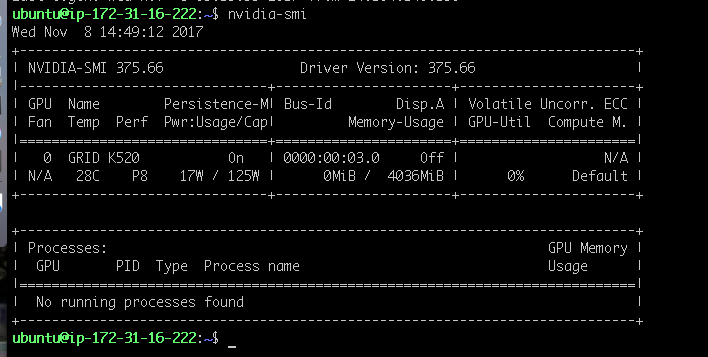 ubuntu@ip-172-31-16-222:~$ nvidia-smi
Wed Nov  8 14:49:12 2017
+-----------------------------------------------------------------------------+
| NVIDIA-SMI 375.66                 Driver Version: 375.66                    |
|-------------------------------+----------------------+----------------------+
| GPU  Name        Persistence-M| Bus-Id        Disp.A | Volatile Uncorr. ECC |
| Fan  Temp  Perf  Pwr:Usage/Cap|         Memory-Usage | GPU-Util  Compute M. |
|===============================+======================+======================|
|   0  GRID K520           On   | 0000:00:03.0     Off |                  N/A |
| N/A   28C    P8    17W / 125W |      0MiB /  4036MiB |      0%      Default |
+-------------------------------+----------------------+----------------------+
+-----------------------------------------------------------------------------+
| Processes:                                                       GPU Memory |
|  GPU       PID  Type  Process name                               Usage      |
|=============================================================================|
|  No running processes found                                                 |
+-----------------------------------------------------------------------------+
ubuntu@ip-172-31-16-222:~$ _